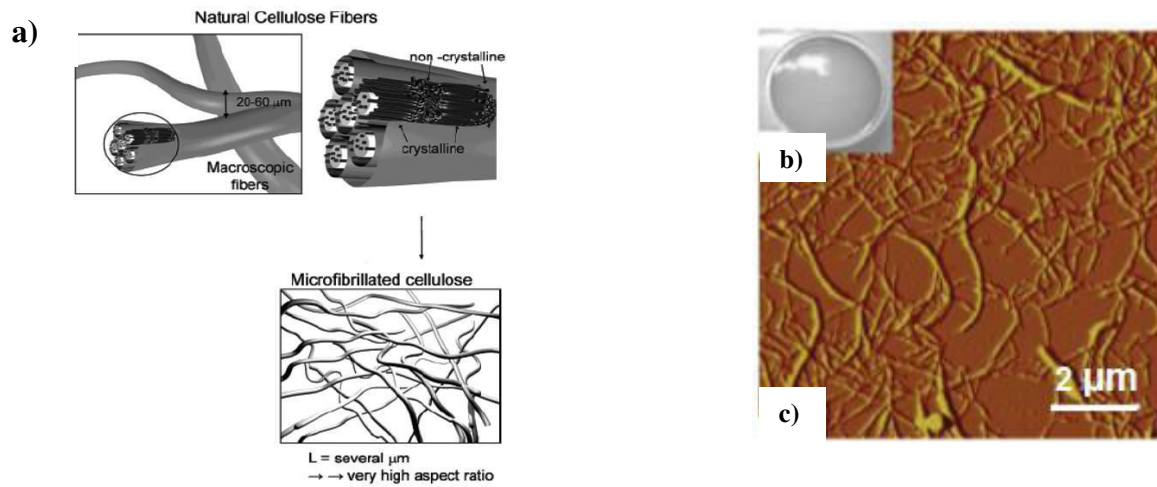 a)
Natural Cellulose Fibers
20-60 µm
Macroscopic
fibers
non -crystalline
crystalline
Microfibrillated cellulose
L = several µm
→ → very high aspect ratio
b)
c)
2 µm